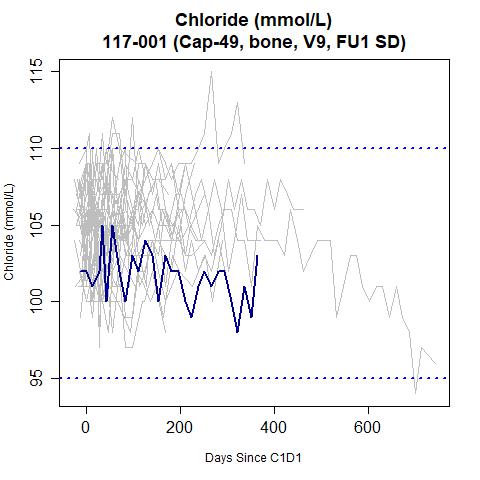 Chloride (mmol/L)
117-001 (Cap-49, bone, V9, FU1 SD)
Chloride (mmol/L)
115
110
105
100
95
0 200 400 600
Days Since C1D1